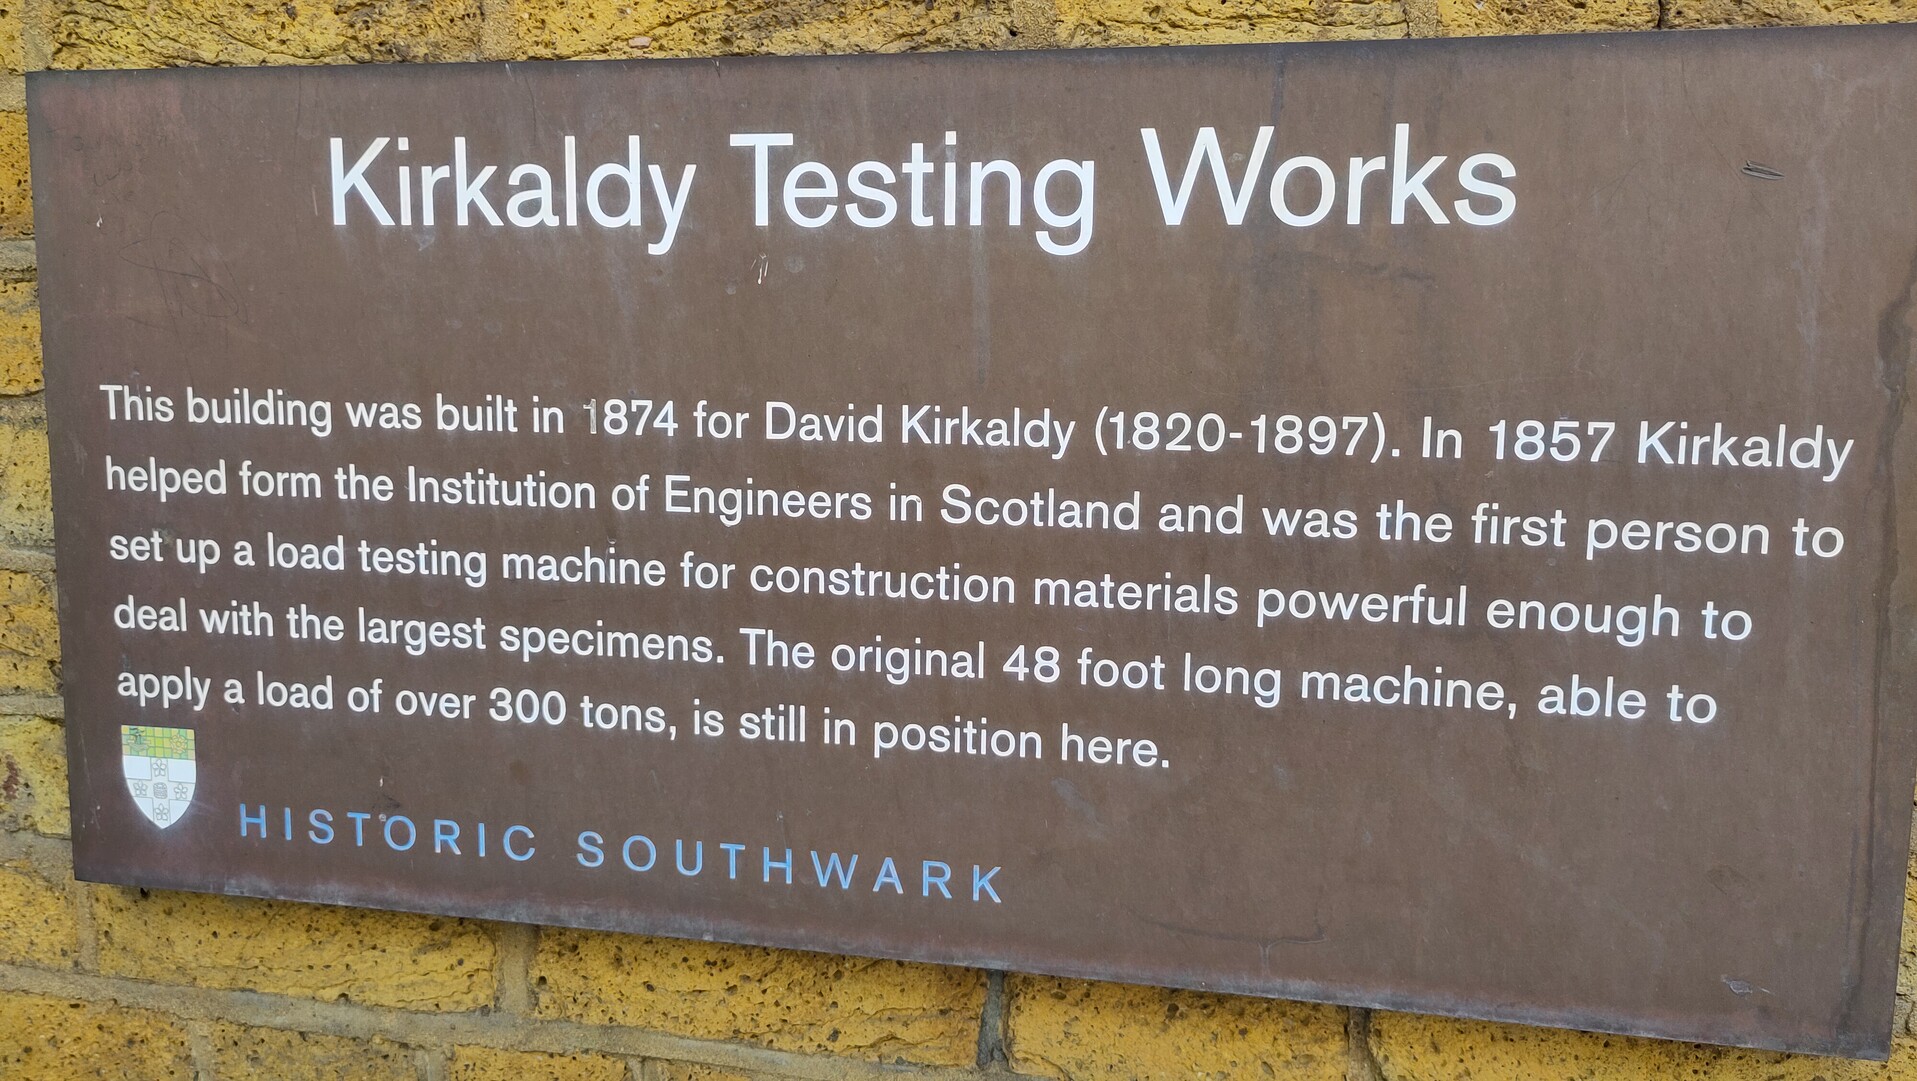 Kirkaldy Testing Works
This building was built in 1874 for David Kirkaldy (1820-1897). In 1857 Kirkaldy
helped form the Institution of Engineers in Scotland and was the first person to
set up a load testing machine for construction materials powerful enough to
deal with the largest specimens. The original 48 foot long machine, able to
apply a load of over 300 tons, is still in position here.
HISTORIC SOUTHWARK